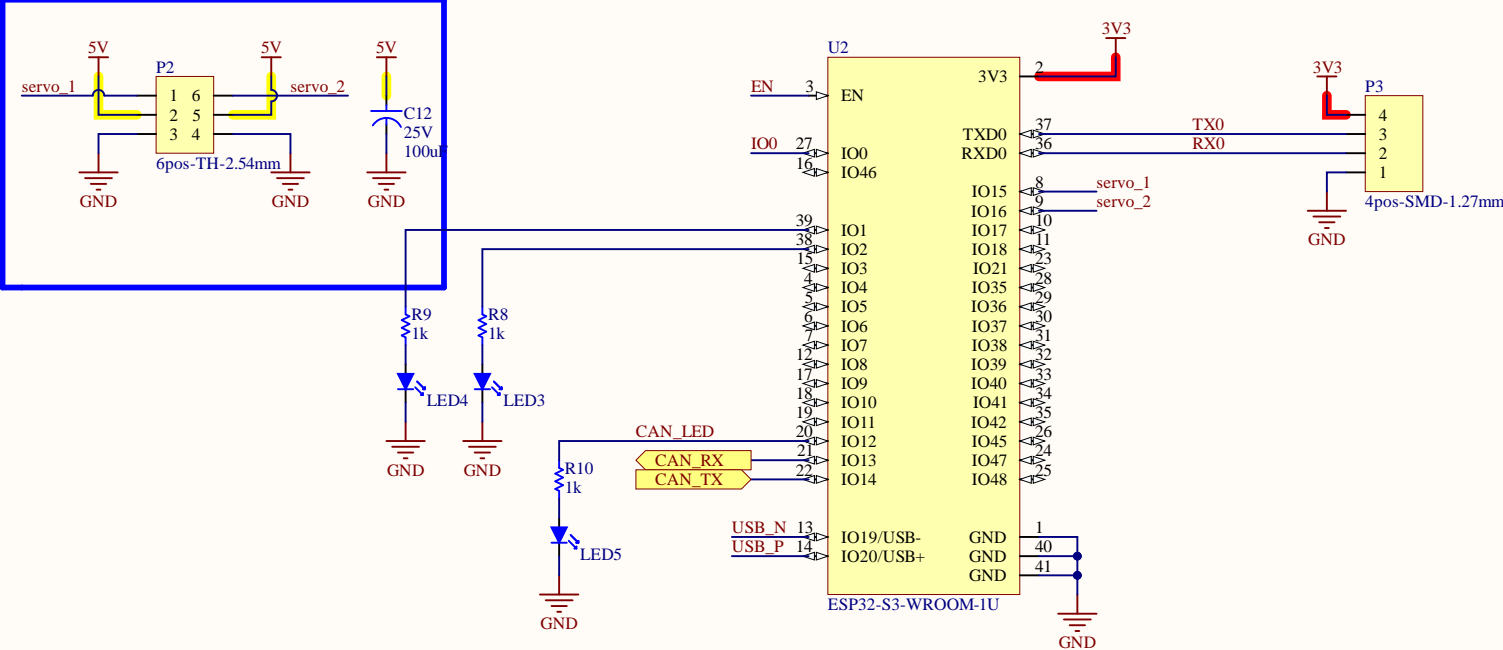 5V
5V
5V
P2
servo_1
1 6
servo_2
2 5
3 4
6pos-TH-2.54mm
C12
25V
100uF
GND
GND
GND
U2
3V3
2
3V3
EN
3
EN
IO0
27
IO0
16
IO46
TXD0
37
TX0
RXD0
36
RX0
3V3
P3
4
3
2
1
4pos-SMD-1.27mm
GND
IO15
8
servo_1
IO16
9
servo_2
39
IO1
IO17
10
38
IO2
IO18
11
15
IO3
IO21
23
4
IO4
IO35
28
5
IO5
IO36
29
6
IO6
IO37
30
7
IO7
IO38
31
12
IO8
IO39
32
17
IO9
IO40
33
18
IO10
IO41
34
19
IO11
IO42
35
CAN_LED
20
IO12
IO45
26
CAN_RX
21
IO13
IO47
24
CAN_TX
22
IO14
IO48
25
R9
1k
R8
1k
LED4
LED3
GND
GND
R10
1k
LED5
GND
USB_N
13
IO19/USB-
GND
1
USB_P
14
IO20/USB+
GND
40
GND
41
ESP32-S3-WROOM-1U
GND